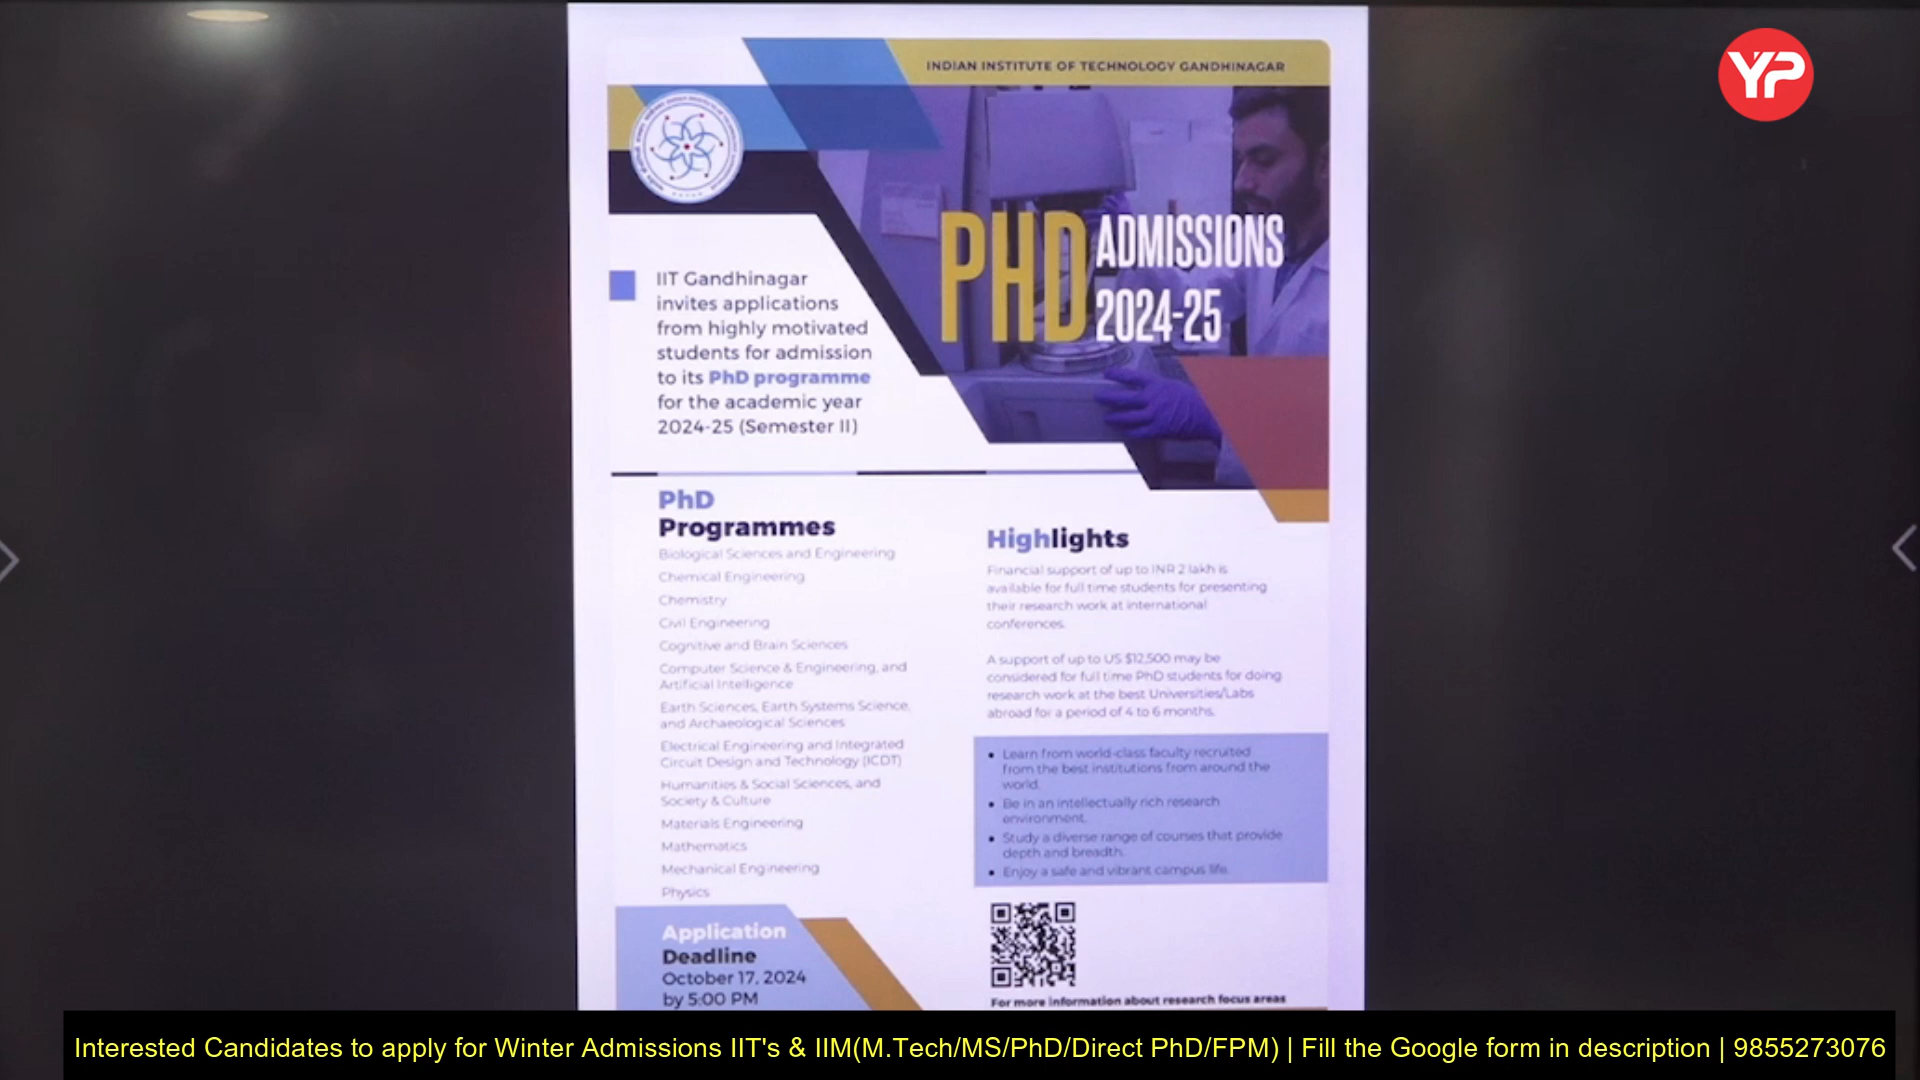 YP
INDIAN INSTITUTE OF TECHNOLOGY GANDHINAGAR
PHD ADMISSIONS
2024-25
IIT Gandhinagar
invites applications
from highly motivated
students for admission
to its PhD programme
for the academic year
2024-25 (Semester II)
PhD
Programmes
Biological Sciences and Engineering
Chemical Engineering
Chemistry
Civil Engineering
Cognitive and Brain Sciences
Computer Science & Engineering, and
Artificial Intelligence
Earth Sciences, Earth Systems Science,
and Archaeological Sciences
Electrical Engineering and Integrated
Circuit Design and Technology (ICDT)
Humanities & Social Sciences, and
Society & Culture
Materials Engineering
Mathematics
Mechanical Engineering
Physics
Application
Deadline
October 17, 2024
by 5:00 PM
Highlights
Financial support of up to INR 2 lakh is
available for full time students for presenting
their research work at international
conferences.
A support of up to US $12,500 may be
considered for full time PhD students for doing
research work at the best Universities/Labs
abroad for a period of 4 to 6 months.
• Learn from world-class faculty recruited
from the best institutions from around the
world.
• Be in an intellectually rich research
environment.
• Study a diverse range of courses that provide
depth and breadth.
• Enjoy a safe and vibrant campus life.
For more information about research focus areas
Interested Candidates to apply for Winter Admissions IIT's & IIM(M.Tech/MS/PhD/Direct PhD/FPM) | Fill the Google form in description | 9855273076